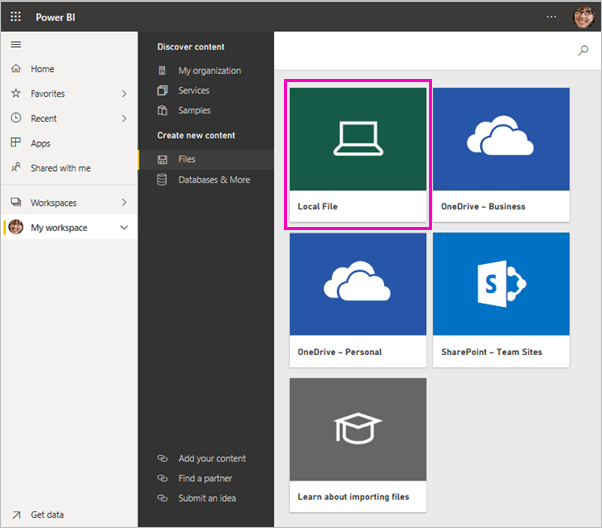 Power BI
Home
Favorites
Recent
Apps
Shared with me
Workspaces
My workspace
Get data
Discover content
My organization
Services
Samples
Create new content
Files
Databases & More
Add your content
Find a partner
Submit an idea
Local File
OneDrive – Business
OneDrive – Personal
S
SharePoint – Team Sites
Learn about importing files